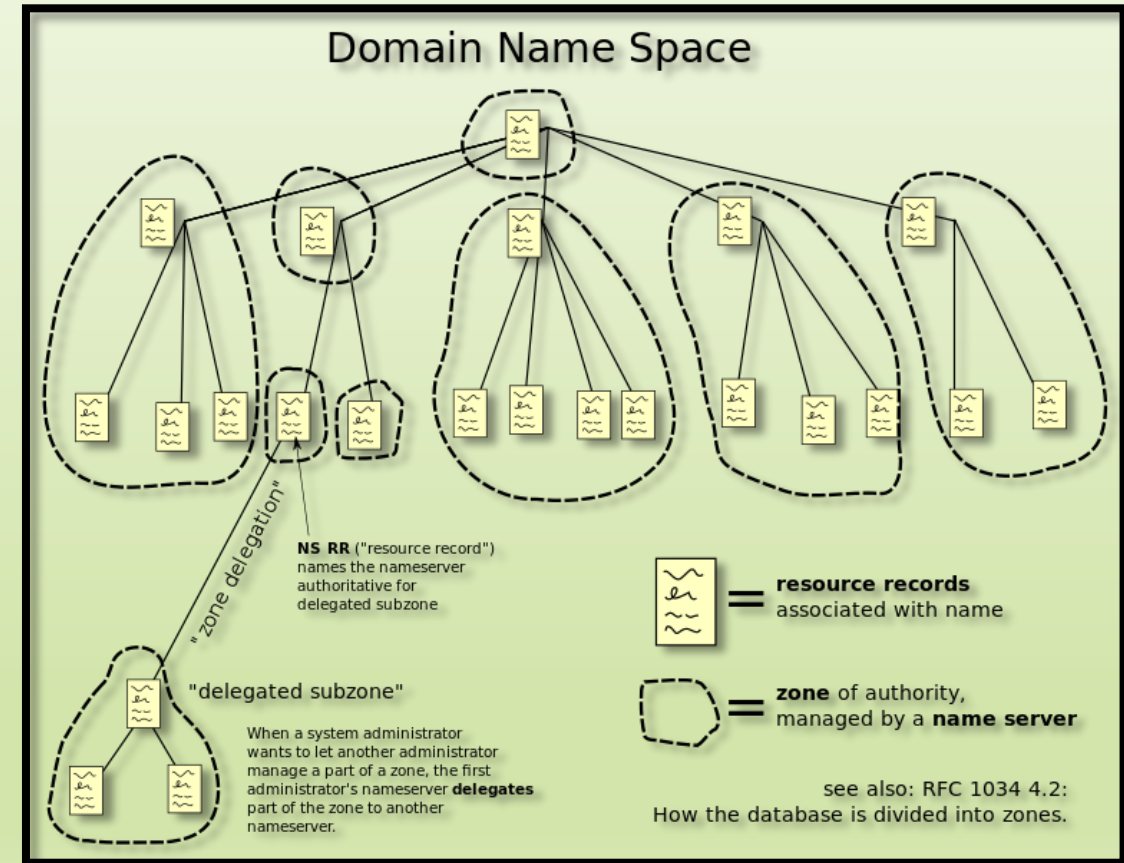 Domain Name Space
"zone delegation"
NS RR ("resource record")
names the nameserver
authoritative for
delegated subzone
resource records
associated with name
"delegated subzone"
zone of authority,
managed by a name server
When a system administrator
wants to let another administrator
manage a part of a zone, the first
administrator's nameserver delegates
part of the zone to another
nameserver.
see also: RFC 1034 4.2:
How the database is divided into zones.